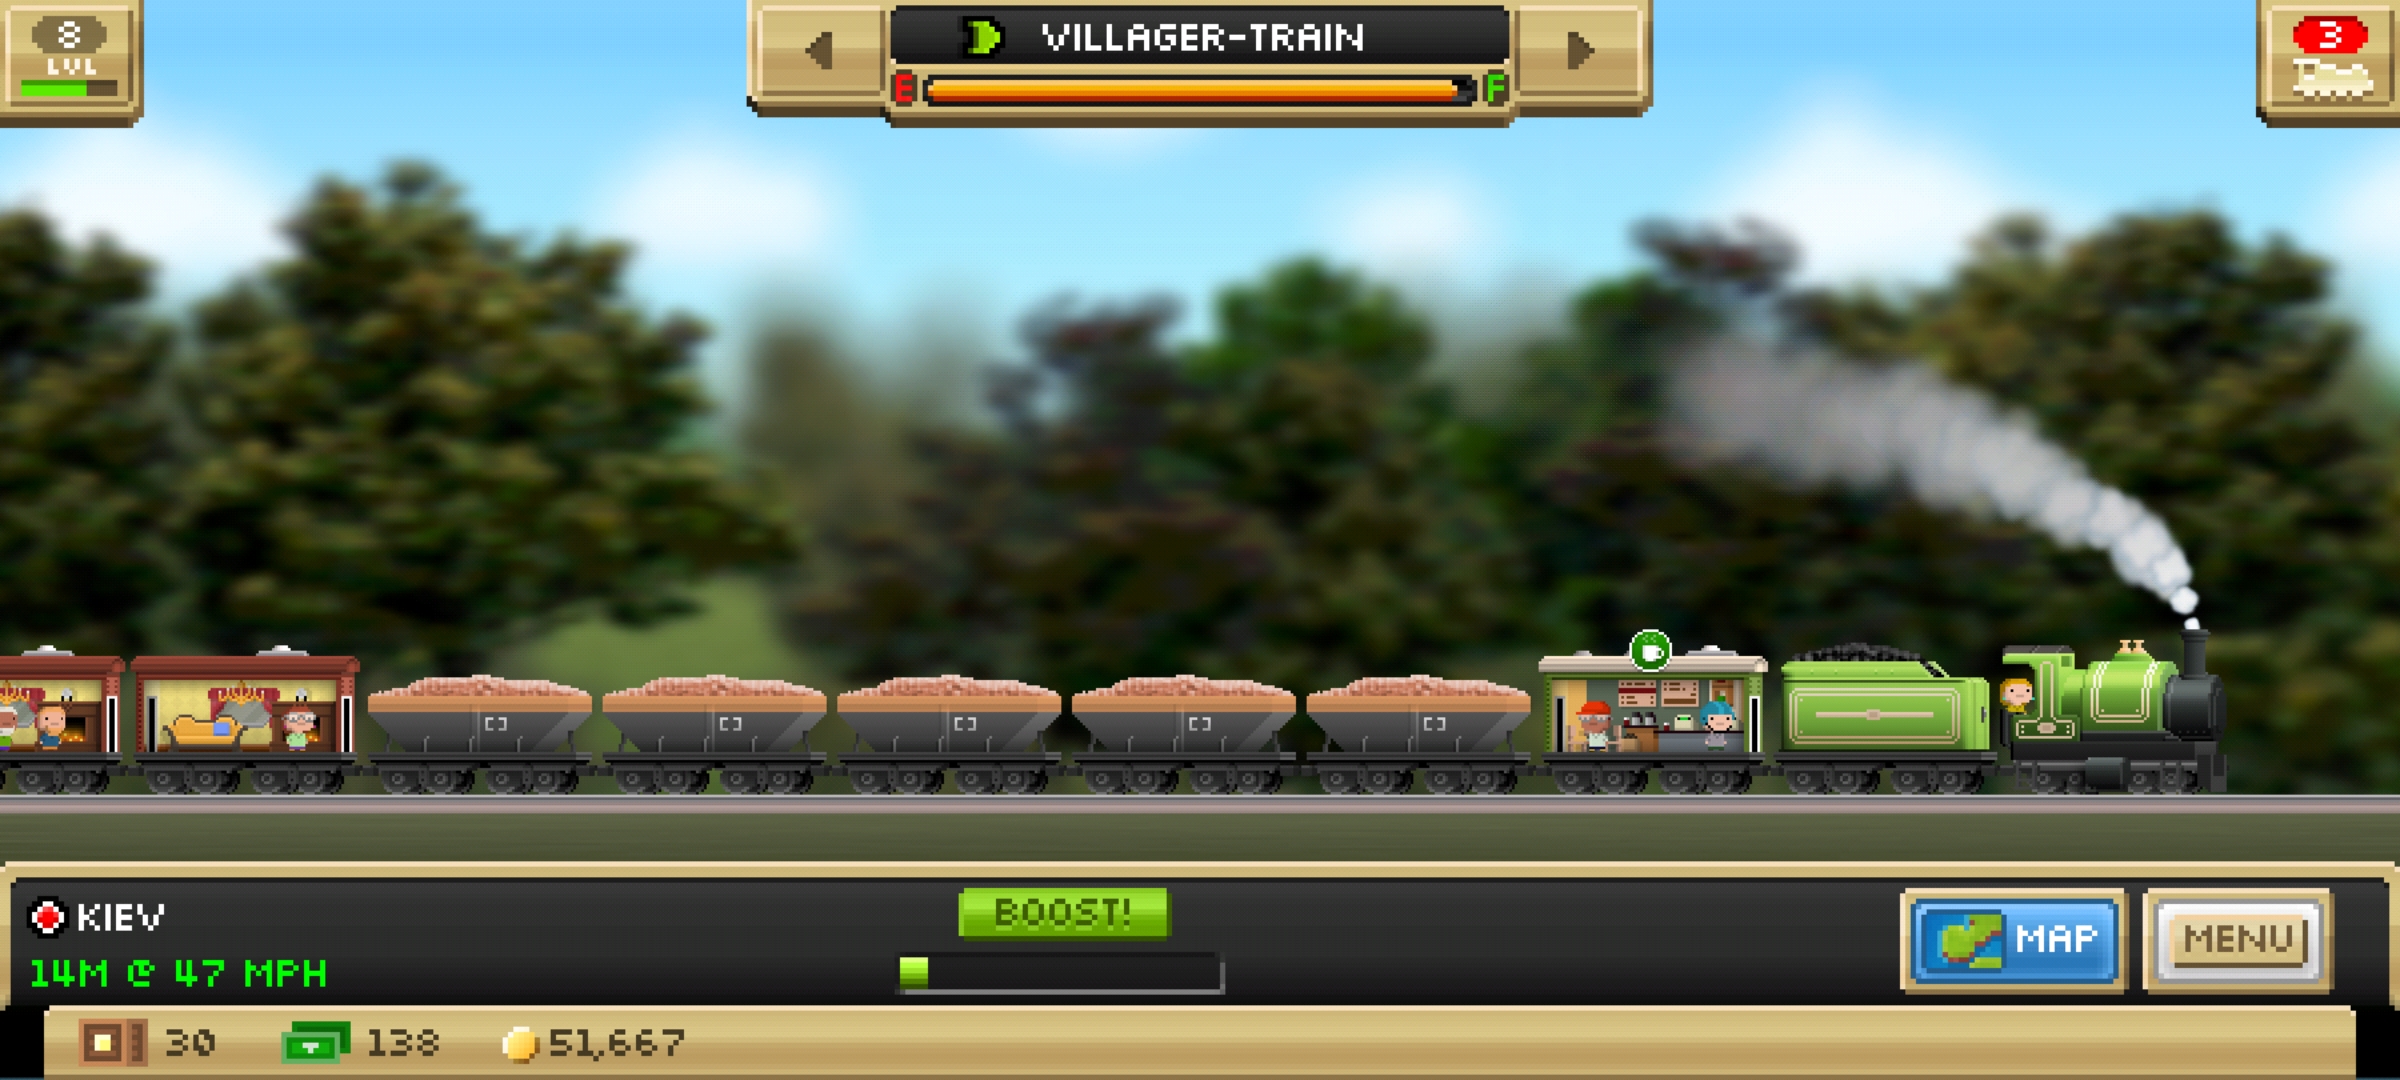 8
LVL
VILLAGER-TRAIN
E F
3
KIEV
14M @ 47 MPH
BOOST!
MAP
MENU
30 138 51,667